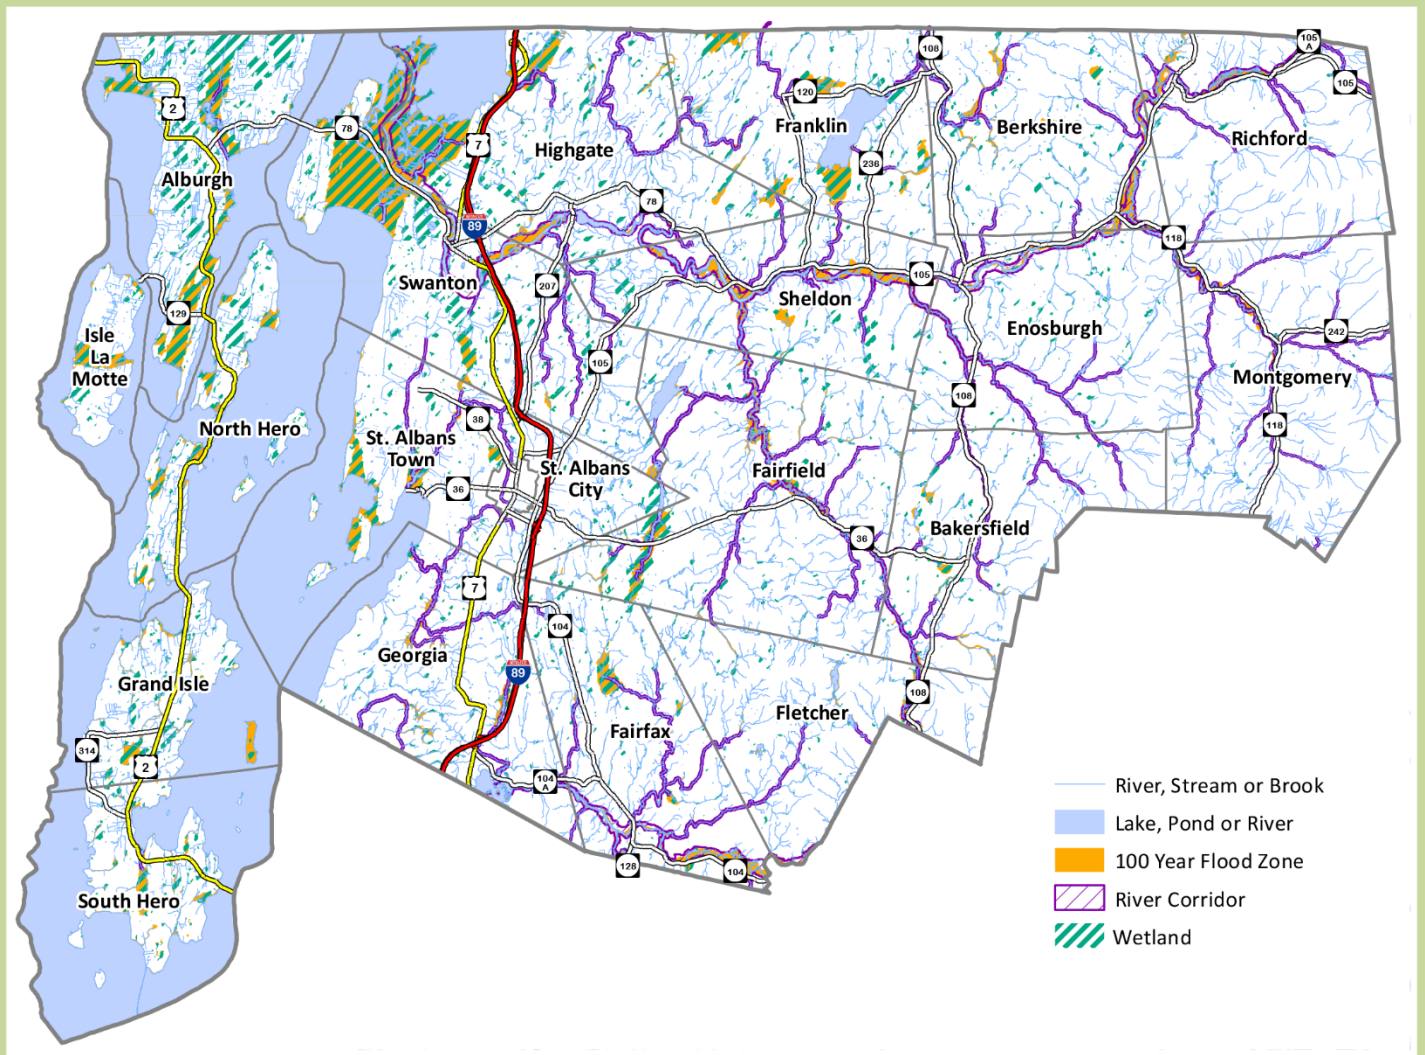 108
105
A
105
120
2
78
7
Franklin
Berkshire
Richford
Highgate
236
Alburgh
78
89
118
Swanton
207
105
Sheldon
129
Isle
La
Motte
Enosburgh
242
105
Montgomery
108
38
118
North Hero
St. Albans
Town
St. Albans
City
Fairfield
36
Bakersfield
36
7
104
Georgia
89
Grand Isle
108
Fletcher
Fairfax
314
2
104
A
River, Stream or Brook
Lake, Pond or River
100 Year Flood Zone
128
104
South Hero
River Corridor
Wetland